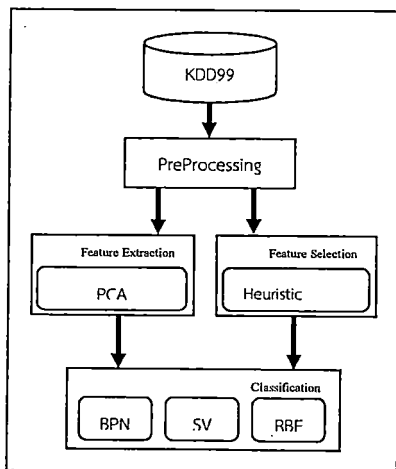 KDD99
PreProcessing
Feature Extraction
PCA
Feature Selection
Heuristic
Classification
BPN
SV
RBF